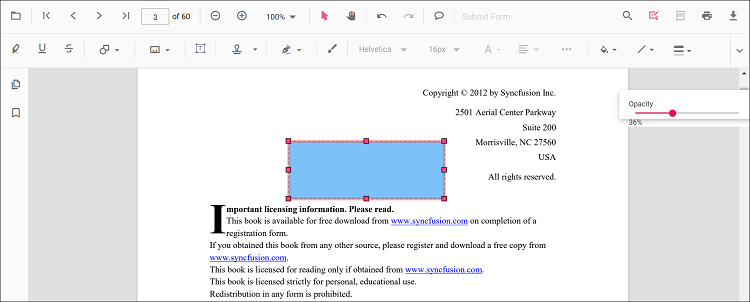 3 of 60
100%
Submit Form
Helvetica
16px
Opacity
36%
Copyright © 2012 by Syncfusion Inc.
2501 Aerial Center Parkway
Suite 200
Morrisville, NC 27560
USA
All rights reserved.
Important licensing information. Please read.
This book is available for free download from www.syncfusion.com on completion of a
registration form.
If you obtained this book from any other source, please register and download a free copy from
www.syncfusion.com.
This book is licensed for reading only if obtained from www.syncfusion.com.
This book is licensed strictly for personal, educational use.
Redistribution in any form is prohibited.